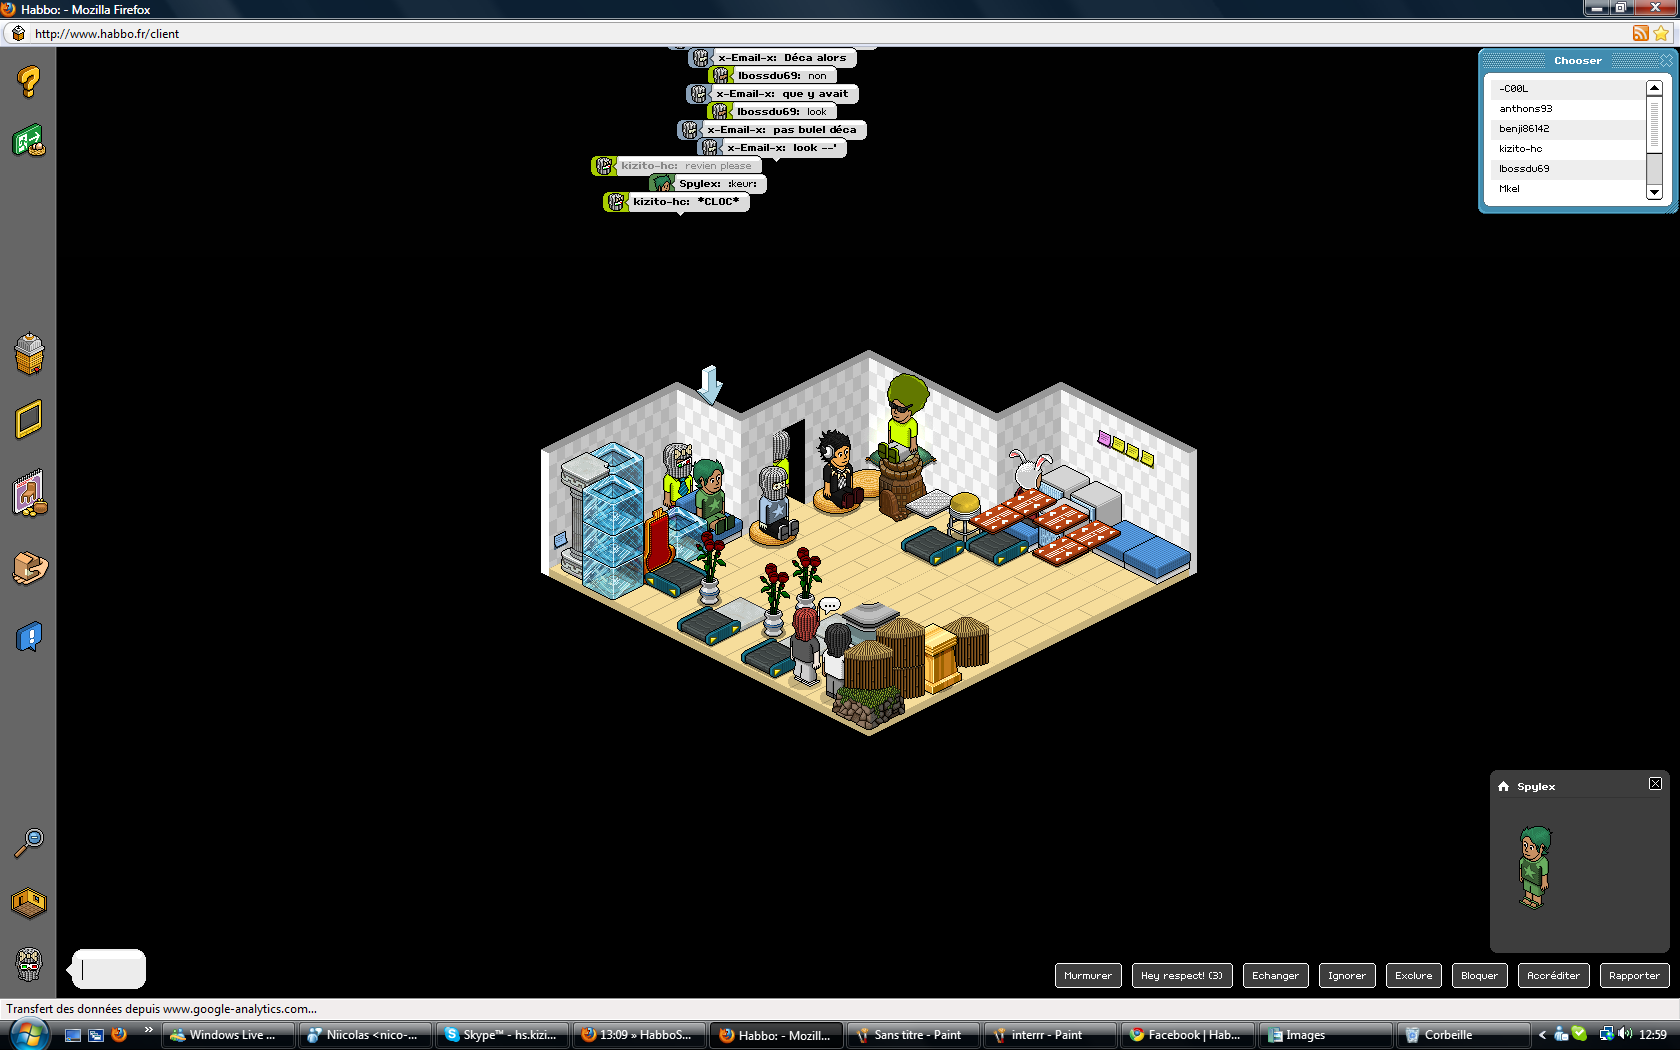 Habbo: - Mozilla Firefox
http://www.habbo.fr/client
x-Email-x: Déca alors
lbossdu69: non
x-Email-x: que y avait
lbossdu69: look
x-Email-x: pas bulel déca
x-Email-x: look --'
kizito-hc: revien please
Spylex: :keur:
kizito-hc: *CLOC*
Chooser
-C00L
anthons93
benji86142
kizito-hc
lbossdu69
Mkel
...
Spylex
Murmurer
Hey respect! (3)
Echanger
Ignorer
Exclure
Bloquer
Accréditer
Rapporter
Transfert des données depuis www.google-analytics.com...
Windows Live ...
Niicolas <nico-...
Skype™ - hs.kizi...
13:09 » HabboS...
Habbo: - Mozill...
Sans titre - Paint
interrr - Paint
Facebook | Hab...
Images
Corbeille
12:59